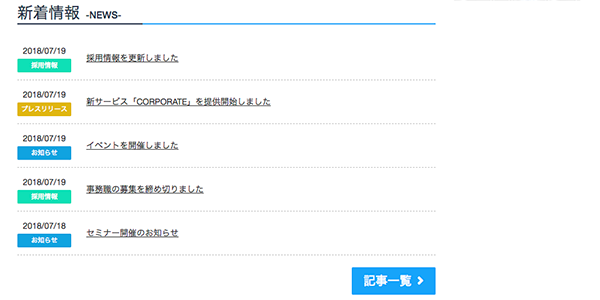 新着情報 -NEWS-
2018/07/19
採用情報
採用情報を更新しました
2018/07/19
プレスリリース
新サービス「CORPORATE」を提供開始しました
2018/07/19
お知らせ
イベントを開催しました
2018/07/19
採用情報
事務職の募集を締め切りました
2018/07/18
お知らせ
セミナー開催のお知らせ
記事一覧